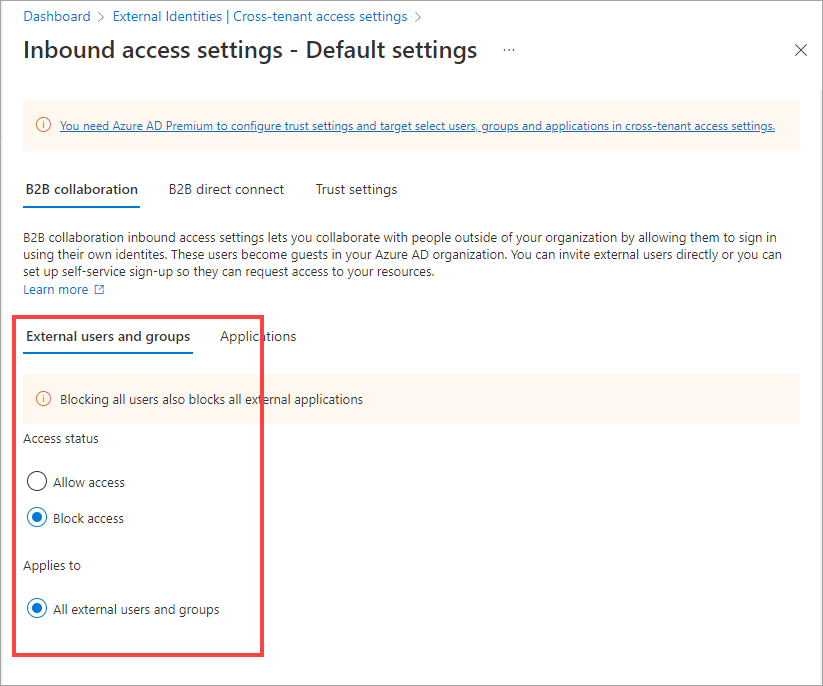 Dashboard > External Identities | Cross-tenant access settings >
Inbound access settings - Default settings ...
You need Azure AD Premium to configure trust settings and target select users, groups and applications in cross-tenant access settings.
B2B collaboration B2B direct connect Trust settings
B2B collaboration inbound access settings lets you collaborate with people outside of your organization by allowing them to sign in
using their own identites. These users become guests in your Azure AD organization. You can invite external users directly or you can
set up self-service sign-up so they can request access to your resources.
Learn more
External users and groups Applications
Blocking all users also blocks all external applications
Access status
Allow access
Block access
Applies to
All external users and groups